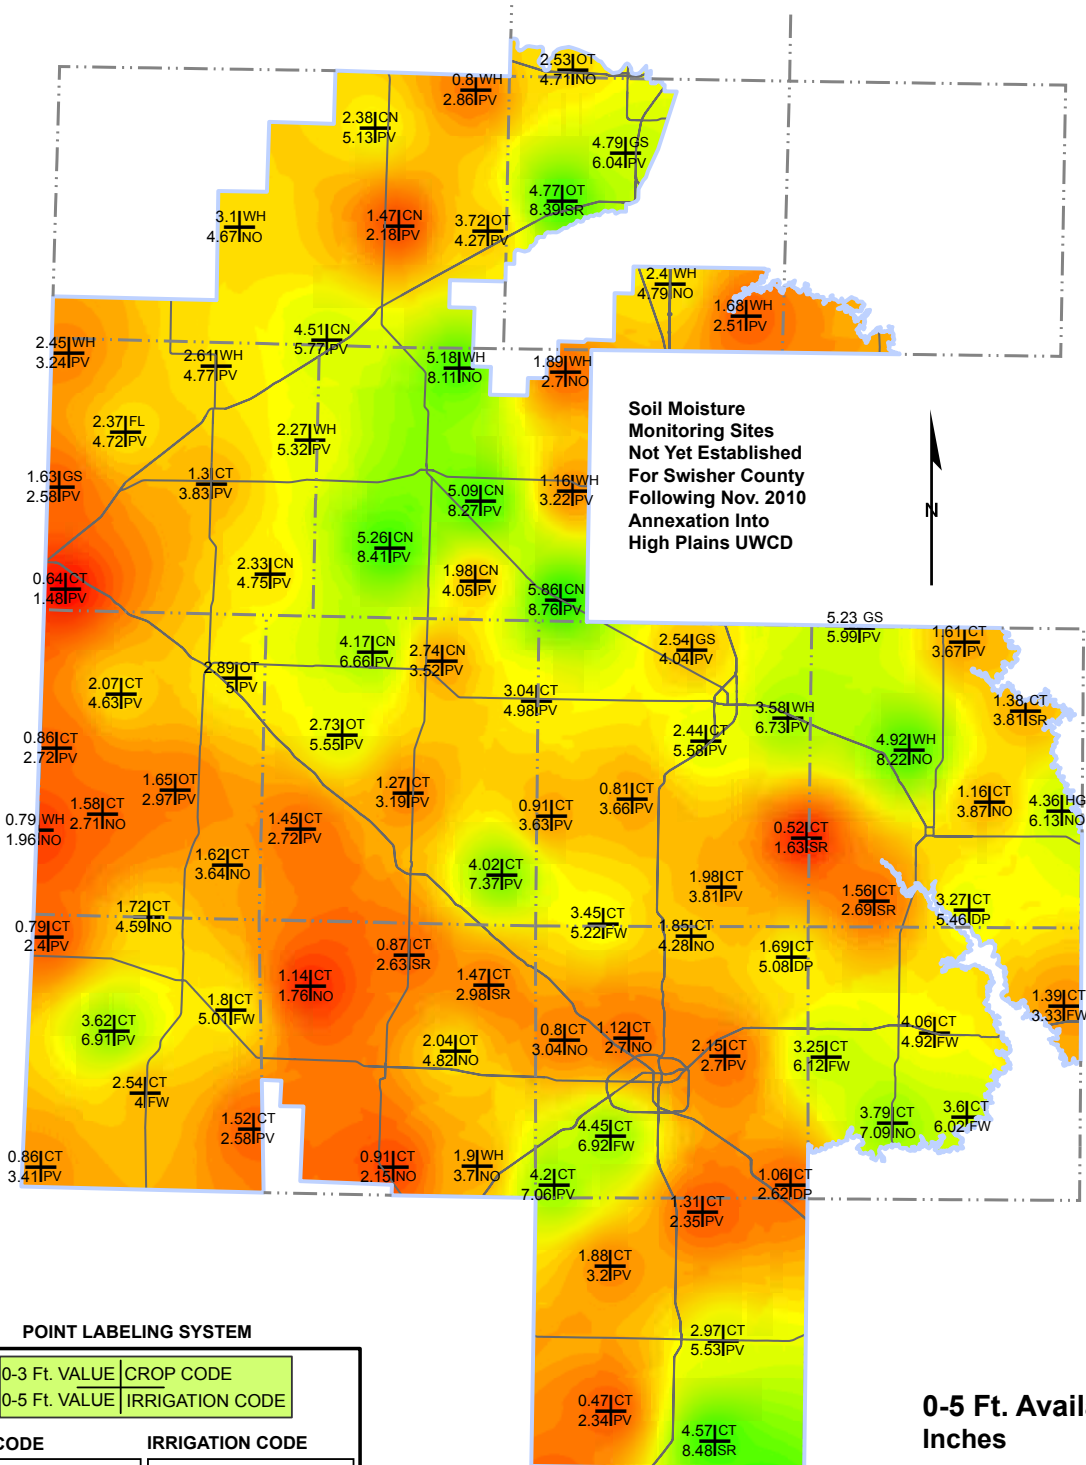 2.53 OT
4.71 NO
0.8 WH
2.86 PV
2.38 CN
5.13 PV
4.79 GS
6.04 PV
4.77 OT
8.39 SR
3.1 WH
4.67 NO
1.47 CN
2.18 PV
3.72 OT
4.27 PV
2.4 WH
4.79 NO
1.68 WH
2.51 PV
4.51 CN
5.77 PV
2.45 WH
3.24 PV
2.61 WH
4.77 PV
5.18 WH
8.11 NO
1.89 WH
2.7 NO
Soil Moisture
Monitoring Sites
Not Yet Established
For Swisher County
Following Nov. 2010
Annexation Into
High Plains UWCD
N
2.37 FL
4.72 PV
2.27 WH
5.32 PV
1.63 GS
2.58 PV
1.3 CT
3.83 PV
5.09 CN
8.27 PV
1.16 WH
3.22 PV
5.26 CN
8.41 PV
0.64 CT
1.48 PV
2.33 CN
4.75 PV
1.98 CN
4.05 PV
5.86 CN
8.76 PV
5.23 GS
5.99 PV
1.61 CT
3.67 PV
4.17 CN
6.66 PV
2.74 CN
3.52 PV
2.54 GS
4.04 PV
2.89 OT
5 PV
2.07 CT
4.63 PV
3.04 CT
4.98 PV
3.58 WH
6.73 PV
1.38 CT
3.81 SR
2.73 OT
5.55 PV
2.44 CT
5.58 PV
4.92 WH
8.22 NO
0.86 CT
2.72 PV
1.65 OT
2.97 PV
1.27 CT
3.19 PV
0.81 CT
3.66 PV
1.16 CT
3.87 NO
4.36 HG
6.13 NO
1.58 CT
2.71 NO
0.91 CT
3.63 PV
0.79 WH
1.96 NO
1.45 CT
2.72 PV
0.52 CT
1.63 SR
1.62 CT
3.64 NO
4.02 CT
7.37 PV
1.98 CT
3.81 PV
1.56 CT
2.69 SR
3.27 CT
5.46 DP
1.72 CT
4.59 NO
3.45 CT
5.22 FW
0.79 CT
2.4 PV
1.85 CT
4.28 NO
0.87 CT
2.63 SR
1.69 CT
5.08 DP
1.14 CT
1.76 NO
1.47 CT
2.98 SR
1.39 CT
3.33 FW
1.8 CT
5.01 FW
3.62 CT
6.91 PV
0.8 CT
3.04 NO
1.12 CT
2.7 NO
4.06 CT
4.92 FW
2.04 OT
4.82 NO
2.15 CT
2.7 PV
3.25 CT
6.12 FW
2.54 CT
4 FW
3.79 CT
7.09 NO
3.6 CT
6.02 FW
1.52 CT
2.58 PV
4.45 CT
6.92 FW
0.86 CT
3.41 PV
0.91 CT
2.15 NO
1.9 WH
3.7 NO
4.2 CT
7.06 PV
1.06 CT
2.62 DP
1.31 CT
2.35 PV
1.88 CT
3.2 PV
2.97 CT
5.53 PV
0.47 CT
2.34 PV
4.57 CT
8.48 SR
POINT LABELING SYSTEM
0-3 Ft. VALUE CROP CODE
0-5 Ft. VALUE IRRIGATION CODE
CODE IRRIGATION CODE
0-5 Ft. Avail
Inches